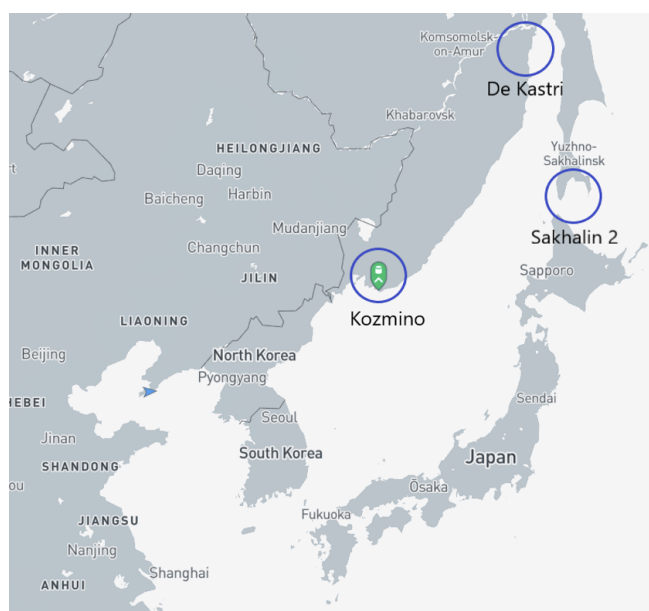 Komsomolsk-
on-Amur
De Kastri
Khabarovsk
HEILONGJIANG
Yuzhno-
Sakhalinsk
Daqing
Baicheng
Harbin
Mudanjiang
Sakhalin 2
INNER
MONGOLIA
Changchun
JILIN
Sapporo
Kozmino
LIAONING
Beijing
North Korea
Pyongyang
HEBEI
Sendai
Seoul
Jinan
South Korea
Japan
SHANDONG
Ōsaka
ou
Fukuoka
JIANGSU
Nanjing
Shanghai
ANHUI